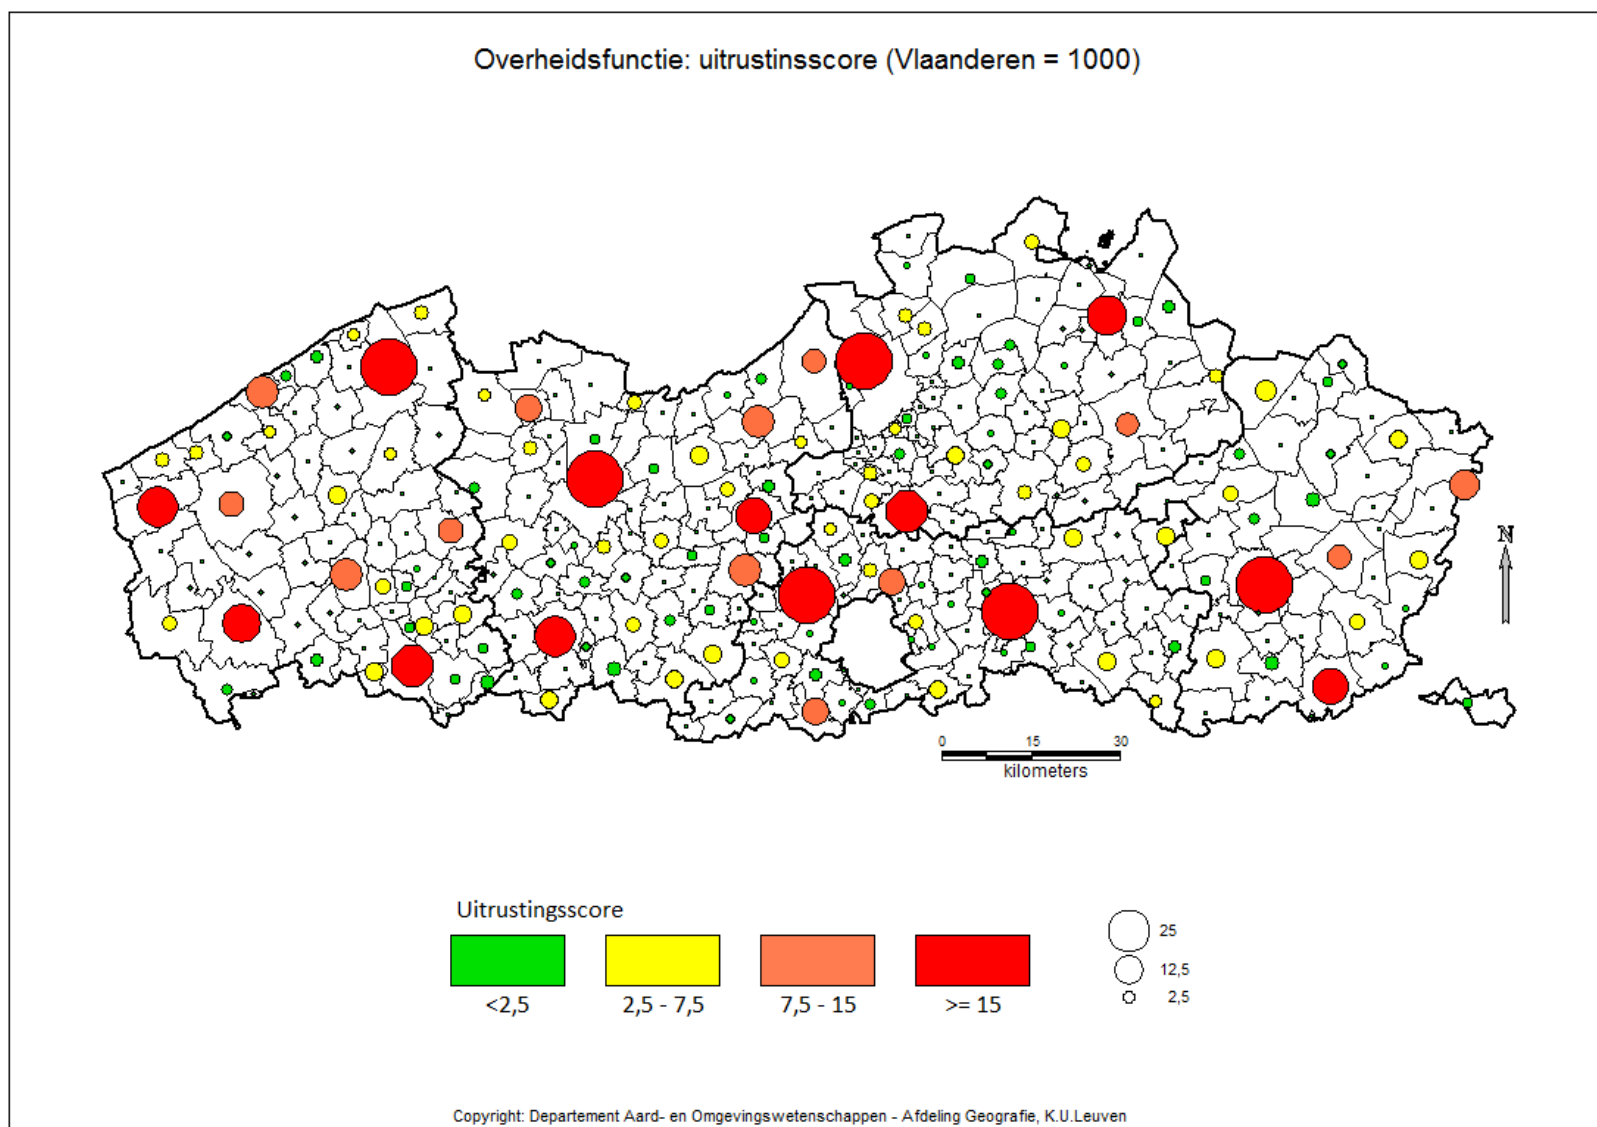 Overheidsfunctie: uitrustinsscore (Vlaanderen = 1000)
N
0 15 30
kilometers
Uitrustingsscore
<2,5 2,5 - 7,5 7,5 - 15 >= 15
25
12,5
2,5
Copyright: Departement Aard- en Omgevingswetenschappen - Afdeling Geografie, K.U.Leuven